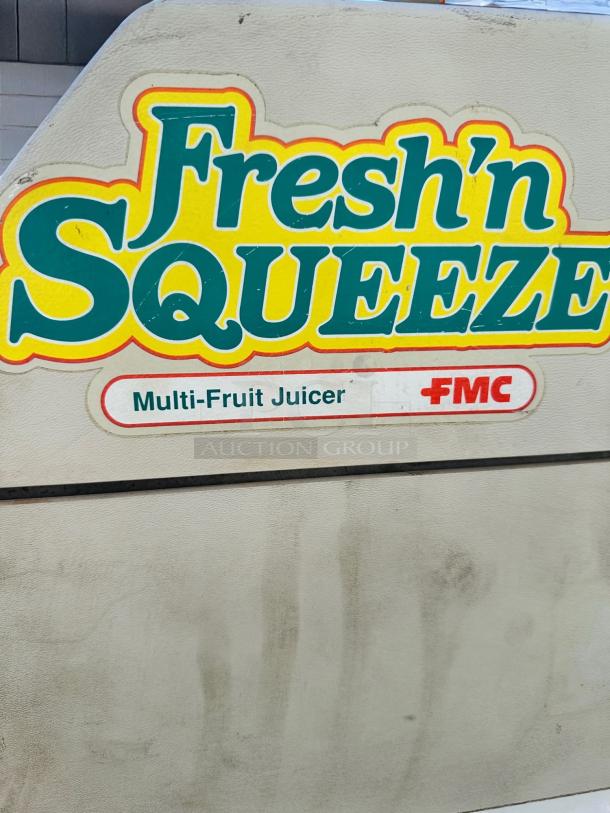 Fresh'n
SQUEEZE
Multi-Fruit Juicer
FMC
AUCTION GROUP